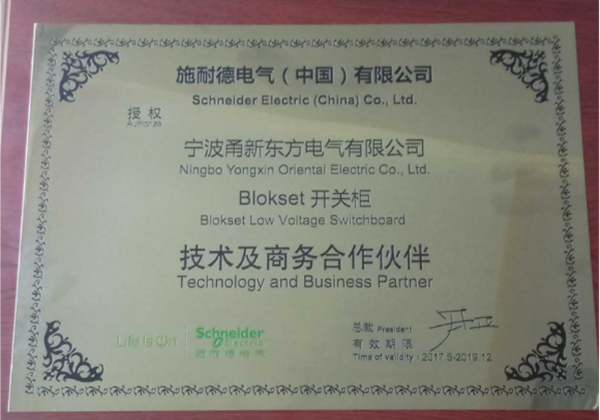 施耐德电气（中国）有限公司
Schneider Electric (China) Co., Ltd.
授权
Authorize
宁波甬新东方电气有限公司
Ningbo Yongxin Oriental Electric Co., Ltd.
Blokset 开关柜
Blokset Low Voltage Switchboard
技术及商务合作伙伴
Technology and Business Partner
Life Is On
Schneider
Electric
施耐德电气
总裁 President
有效期限
Time of validity : 2017.6-2019.12